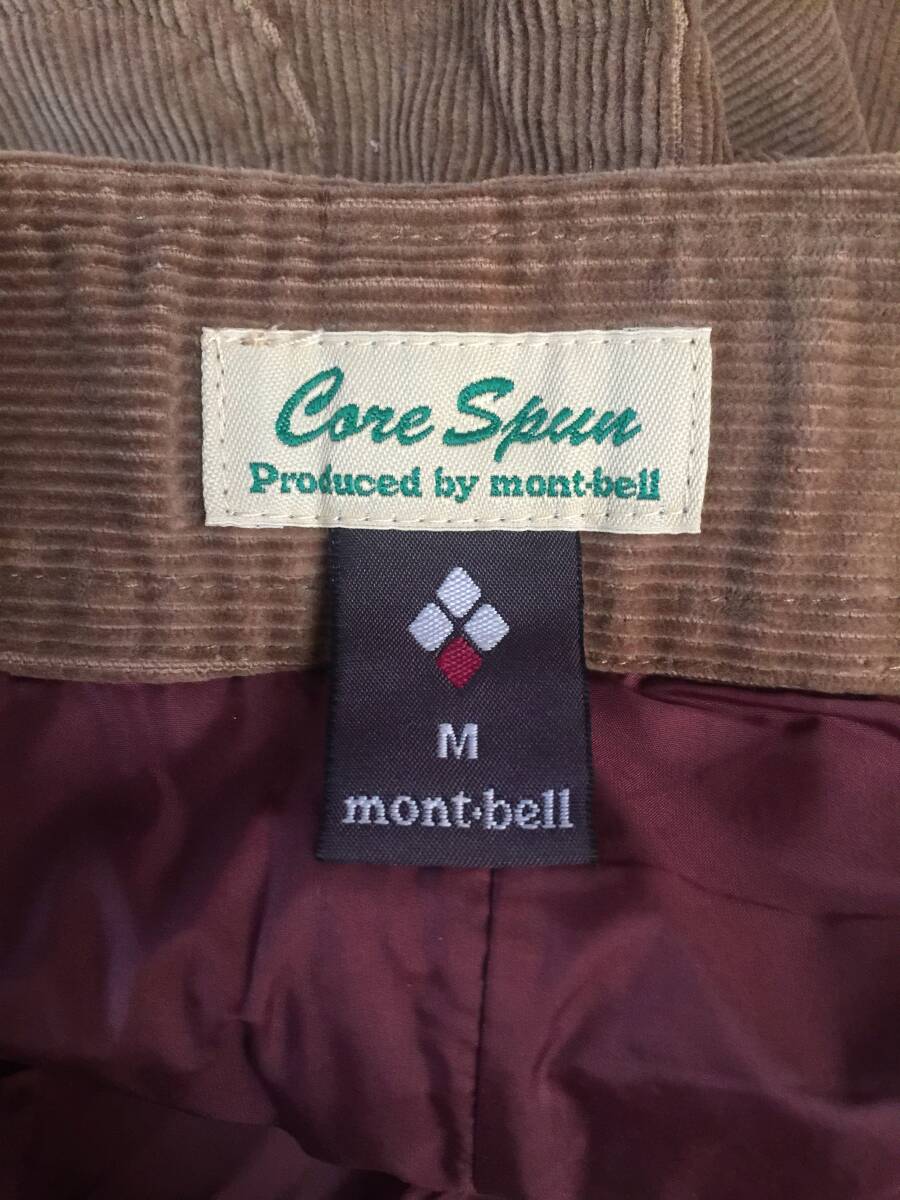 Core Spun
Produced by mont-bell
M
mont-bell